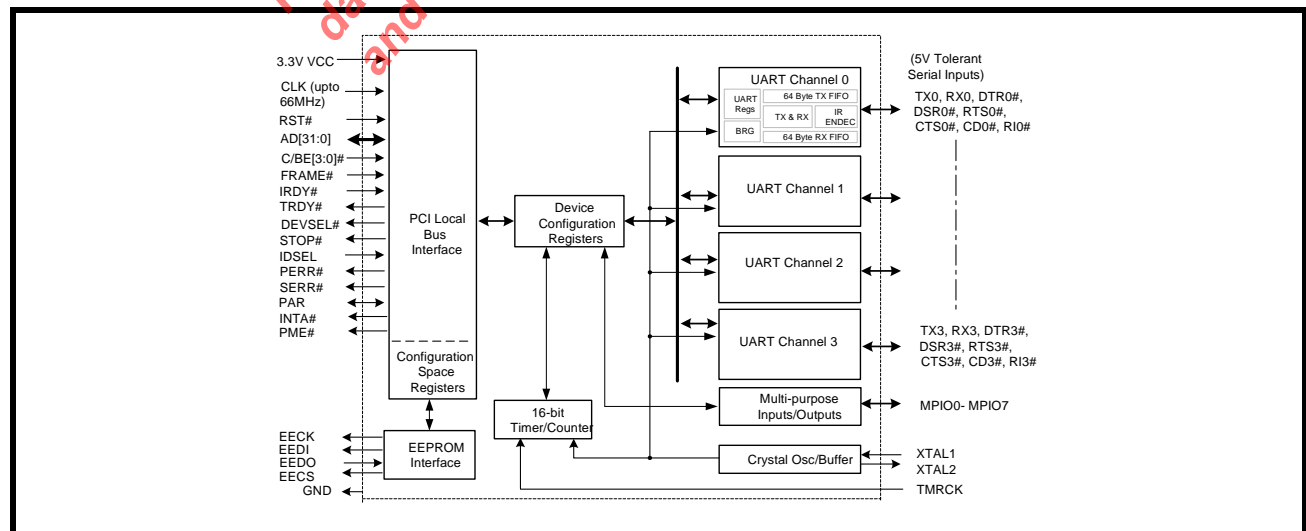 da
and
3.3V VCC
CLK (upto
66MHz)
RST#
AD[31:0]
C/BE[3:0]#
FRAME#
IRDY#
TRDY#
DEVSEL#
STOP#
IDSEL
PERR#
SERR#
PAR
INTA#
PME#
EECK
EEDI
EEDO
EECS
GND
PCI Local
Bus
Interface
Configuration
Space
Registers
EEPROM
Interface
Device
Configuration
Registers
16-bit
Timer/Counter
UART Channel 0
UART
Regs
64 Byte TX FIFO
TX & RX
IR
ENDEC
BRG
64 Byte RX FIFO
UART Channel 1
UART Channel 2
UART Channel 3
Multi-purpose
Inputs/Outputs
Crystal Osc/Buffer
(5V Tolerant
Serial Inputs)
TX0, RX0, DTR0#,
DSR0#, RTS0#,
CTS0#, CD0#, RI0#
TX3, RX3, DTR3#,
DSR3#, RTS3#,
CTS3#, CD3#, RI3#
MPIO0- MPIO7
XTAL1
XTAL2
TMRCK